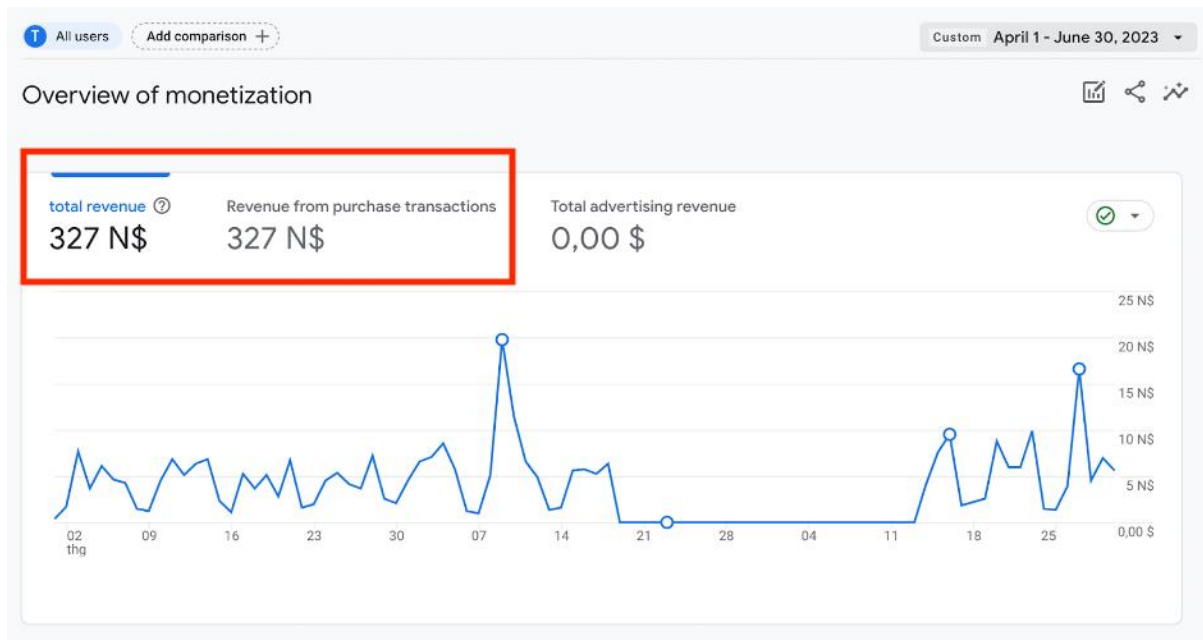 T All users Add comparison + Custom April 1 - June 30, 2023
Overview of monetization
total revenue Revenue from purchase transactions Total advertising revenue
327 N$ 327 N$ 0,00 $
25 N$
20 N$
15 N$
10 N$
5 N$
0,00 $
02 09 16 23 30 07 14 21 28 04 11 18 25
thg